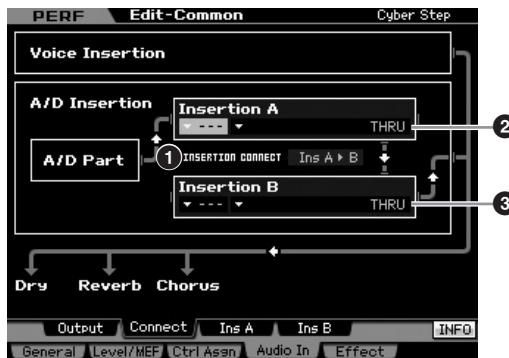 PERF Edit-Common Cyber Step
Voice Insertion
A/D Insertion
Insertion A
--- THRU
2
A/D Part
1 INSERTION CONNECT Ins A ▸ B
Insertion B
--- THRU
3
Dry Reverb Chorus
Output Connect Ins A Ins B INFO
General Level/MEF Ctrl Asgn Audio In Effect